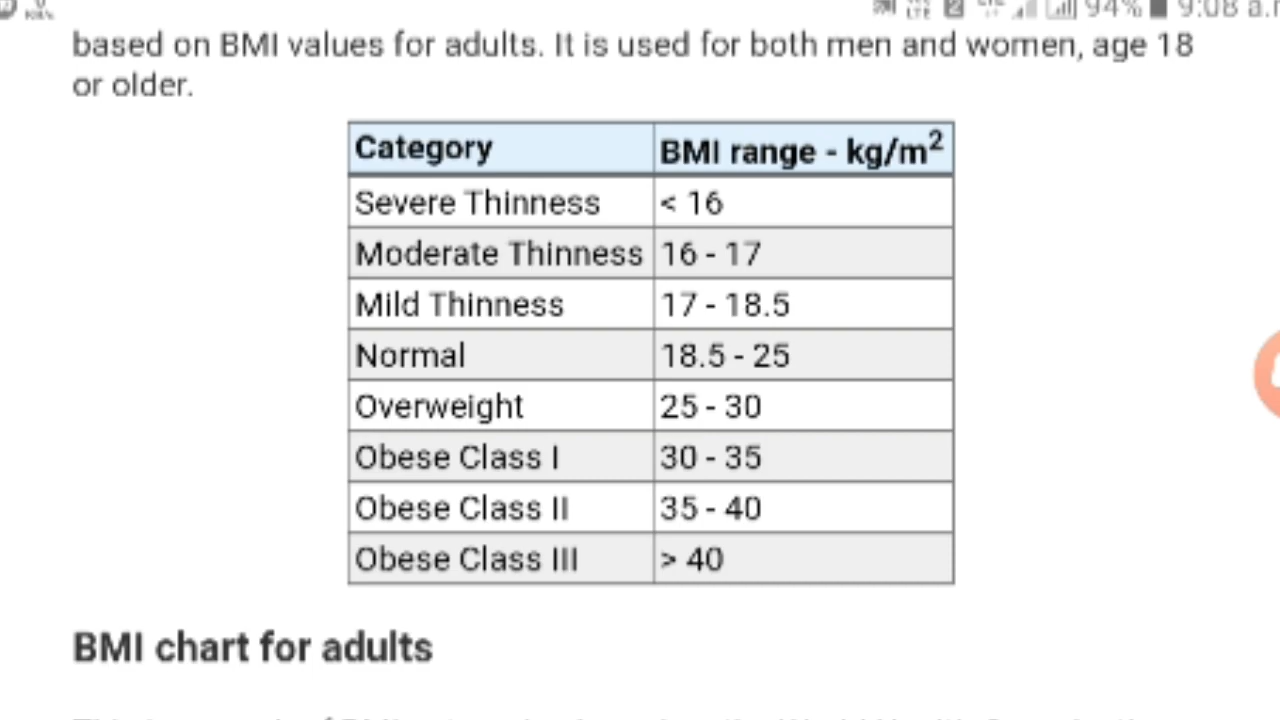 94% 9:08 a.r
based on BMI values for adults. It is used for both men and women, age 18
or older.
Category BMI range - kg/m²
Severe Thinness < 16
Moderate Thinness 16 - 17
Mild Thinness 17 - 18.5
Normal 18.5 - 25
Overweight 25 - 30
Obese Class I 30 - 35
Obese Class II 35 - 40
Obese Class III > 40
BMI chart for adults